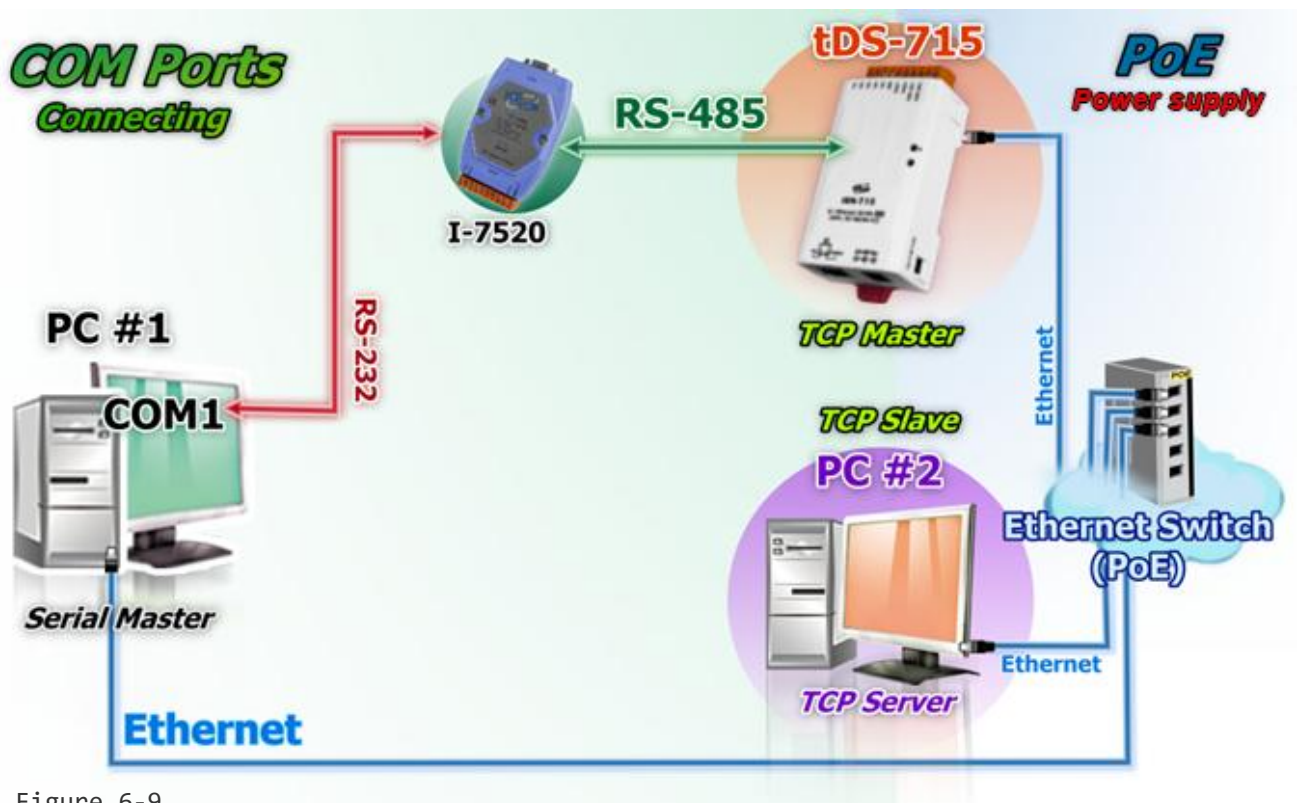 COM Ports
Connecting
tDS-715
PoE
Power supply
RS-485
I-7520
RS-232
PC #1
COM1
Serial Master
TCP Master
Ethernet
TCP Slave
PC #2
TCP Server
Ethernet Switch
(PoE)
Ethernet
Ethernet
POE
Figure 6-9